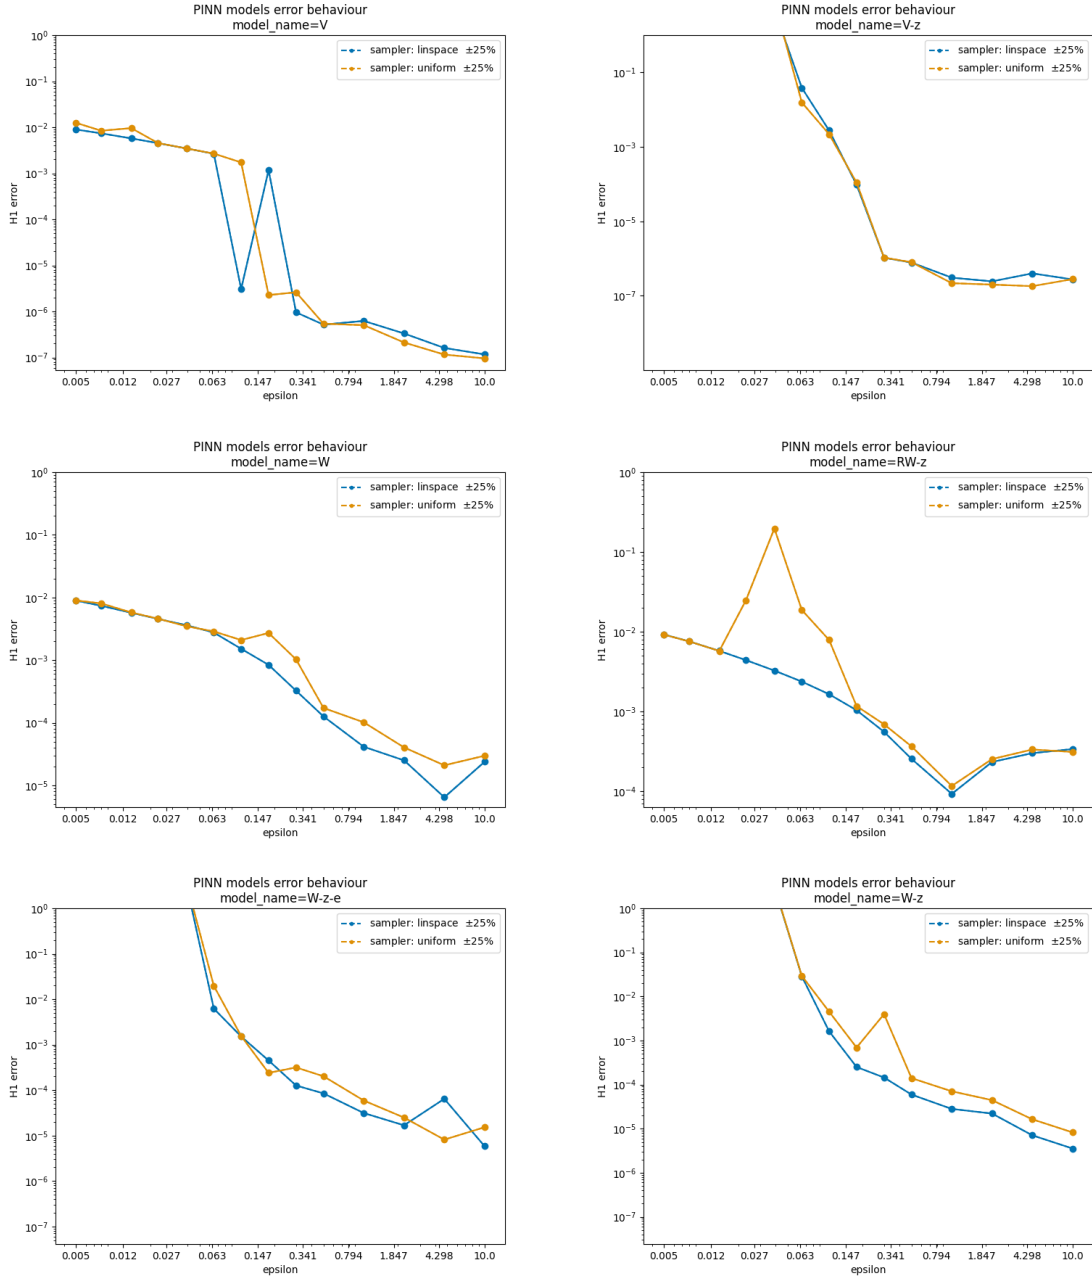 PINN models error behaviour
model_name=V
H1 error
10⁰
10⁻¹
10⁻²
10⁻³
10⁻⁴
10⁻⁵
10⁻⁶
10⁻⁷
sampler: linspace ±25%
sampler: uniform ±25%
0.005 0.012 0.027 0.063 0.147 0.341 0.794 1.847 4.298 10.0
epsilon
PINN models error behaviour
model_name=V-z
H1 error
10⁻¹
10⁻³
10⁻⁵
10⁻⁷
sampler: linspace ±25%
sampler: uniform ±25%
0.005 0.012 0.027 0.063 0.147 0.341 0.794 1.847 4.298 10.0
epsilon
PINN models error behaviour
model_name=W
H1 error
10⁰
10⁻¹
10⁻²
10⁻³
10⁻⁴
10⁻⁵
sampler: linspace ±25%
sampler: uniform ±25%
0.005 0.012 0.027 0.063 0.147 0.341 0.794 1.847 4.298 10.0
epsilon
PINN models error behaviour
model_name=RW-z
H1 error
10⁰
10⁻¹
10⁻²
10⁻³
10⁻⁴
sampler: linspace ±25%
sampler: uniform ±25%
0.005 0.012 0.027 0.063 0.147 0.341 0.794 1.847 4.298 10.0
epsilon
PINN models error behaviour
model_name=W-z-e
H1 error
10⁰
10⁻¹
10⁻²
10⁻³
10⁻⁴
10⁻⁵
10⁻⁶
10⁻⁷
sampler: linspace ±25%
sampler: uniform ±25%
0.005 0.012 0.027 0.063 0.147 0.341 0.794 1.847 4.298 10.0
epsilon
PINN models error behaviour
model_name=W-z
H1 error
10⁰
10⁻¹
10⁻²
10⁻³
10⁻⁴
10⁻⁵
10⁻⁶
10⁻⁷
sampler: linspace ±25%
sampler: uniform ±25%
0.005 0.012 0.027 0.063 0.147 0.341 0.794 1.847 4.298 10.0
epsilon